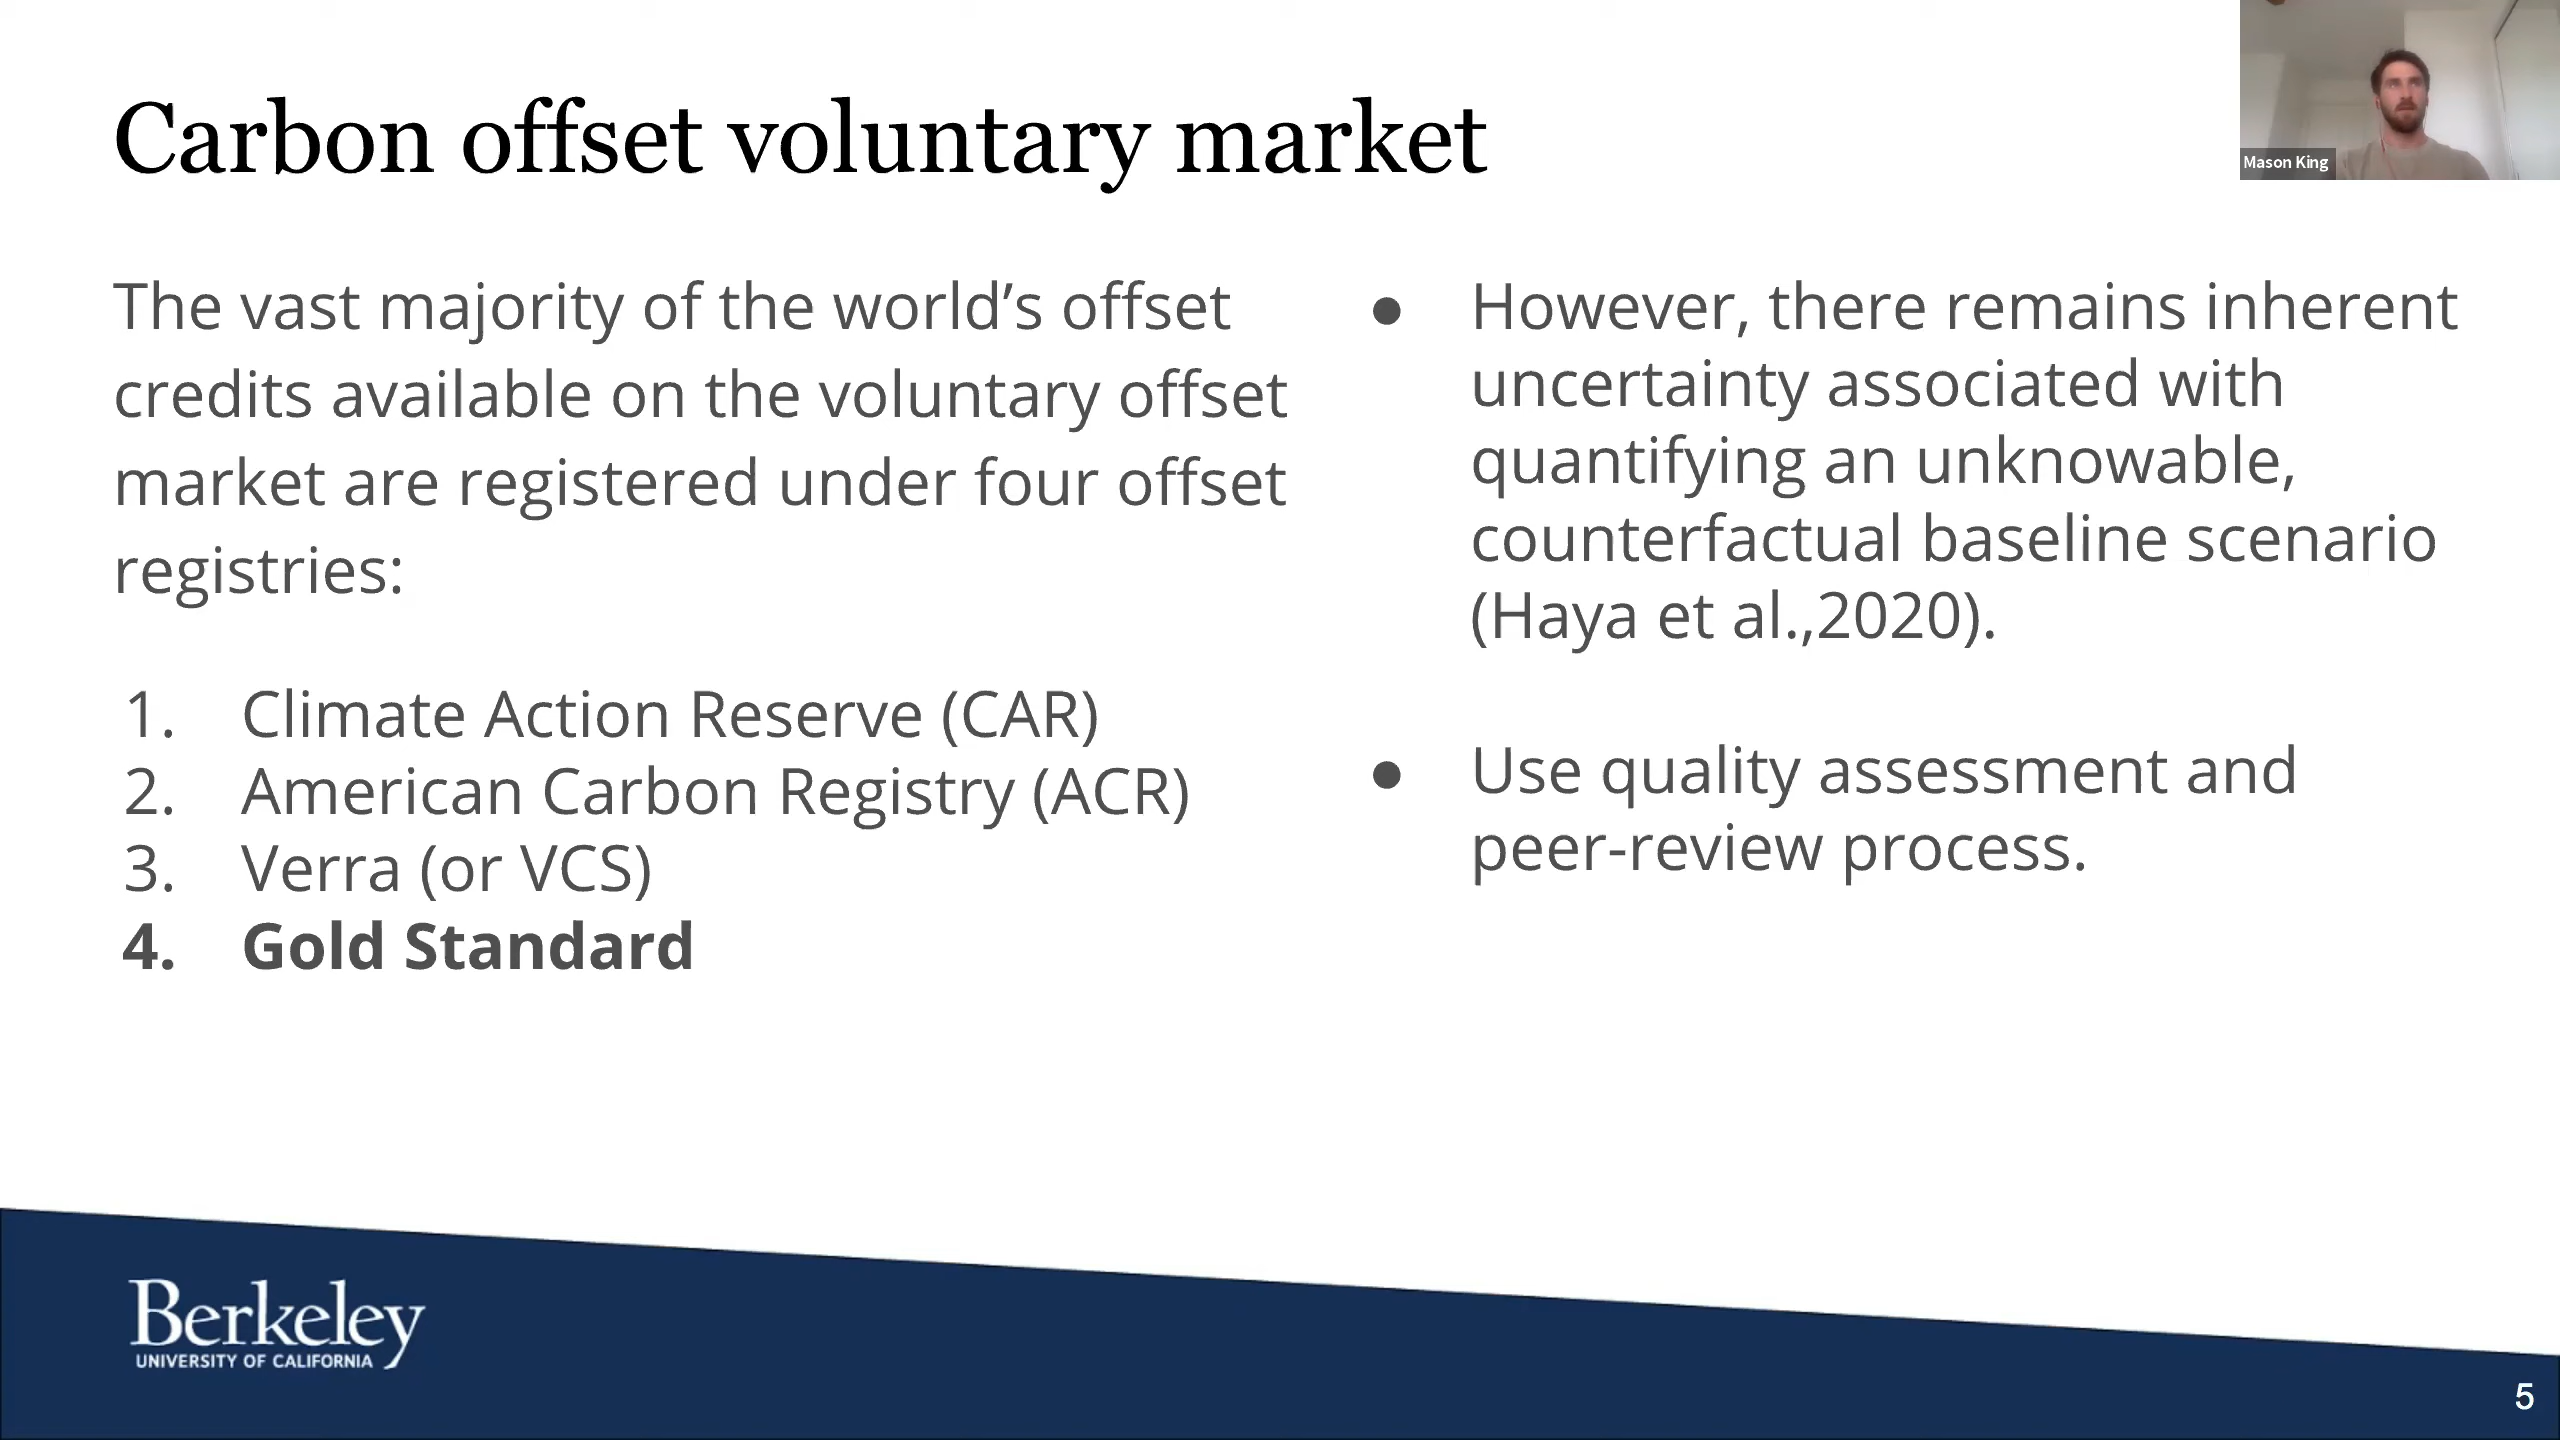 Carbon offset voluntary market
Mason King
The vast majority of the world’s offset
credits available on the voluntary offset
market are registered under four offset
registries:
1. Climate Action Reserve (CAR)
2. American Carbon Registry (ACR)
3. Verra (or VCS)
4. Gold Standard
● However, there remains inherent
uncertainty associated with
quantifying an unknowable,
counterfactual baseline scenario
(Haya et al.,2020).
● Use quality assessment and
peer-review process.
Berkeley
UNIVERSITY OF CALIFORNIA
5